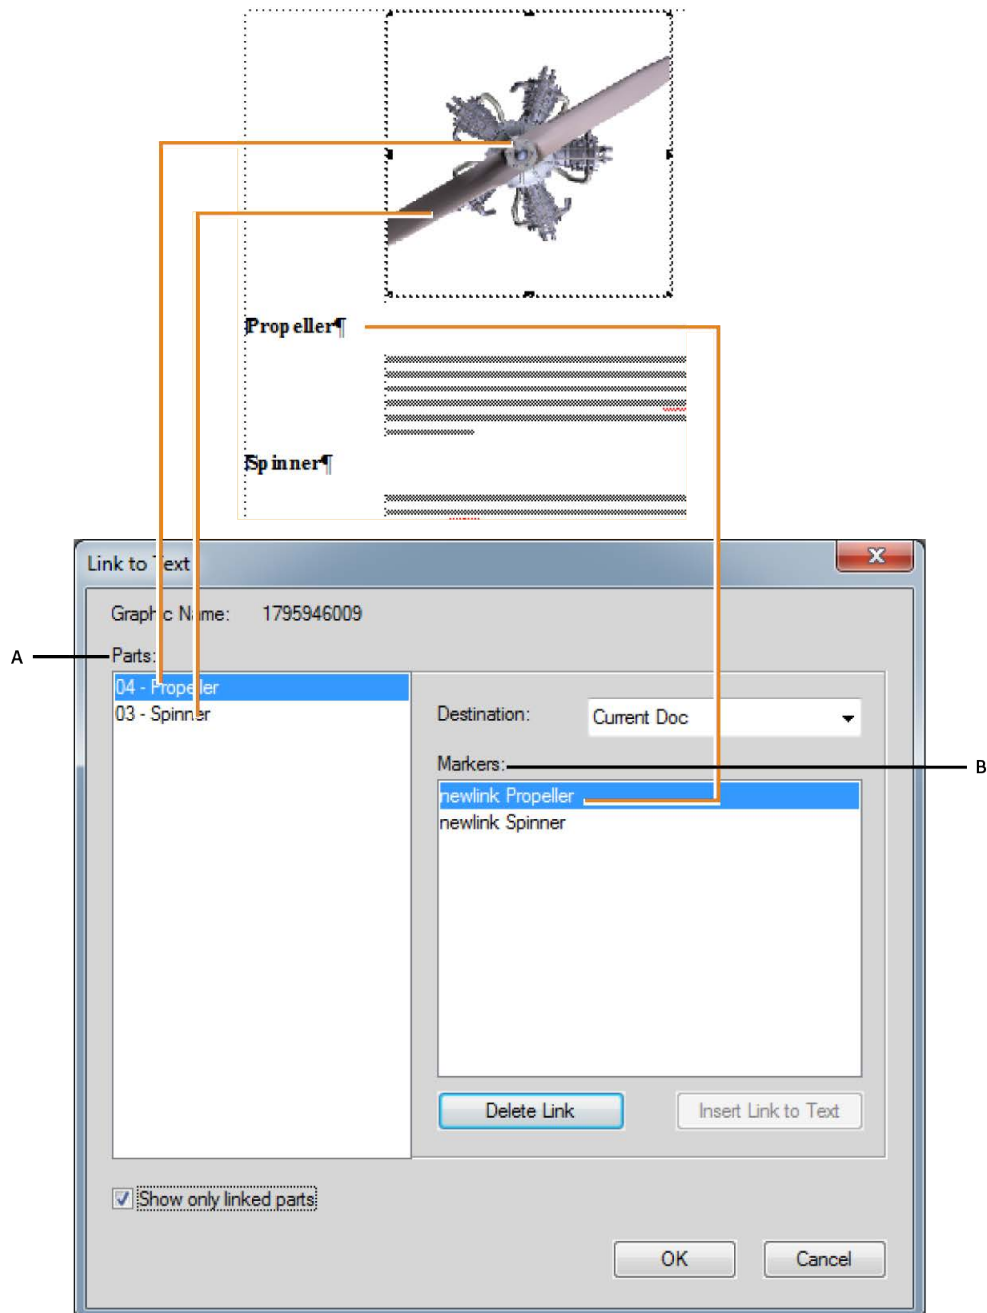 Propeller¶
Spinner¶
Link to Text
X
Graphic Name: 1795946009
A
Parts:
04 - Propeller
03 - Spinner
Destination: Current Doc
Markers:
B
newlink Propeller
newlink Spinner
Delete Link
Insert Link to Text
Show only linked parts
OK
Cancel